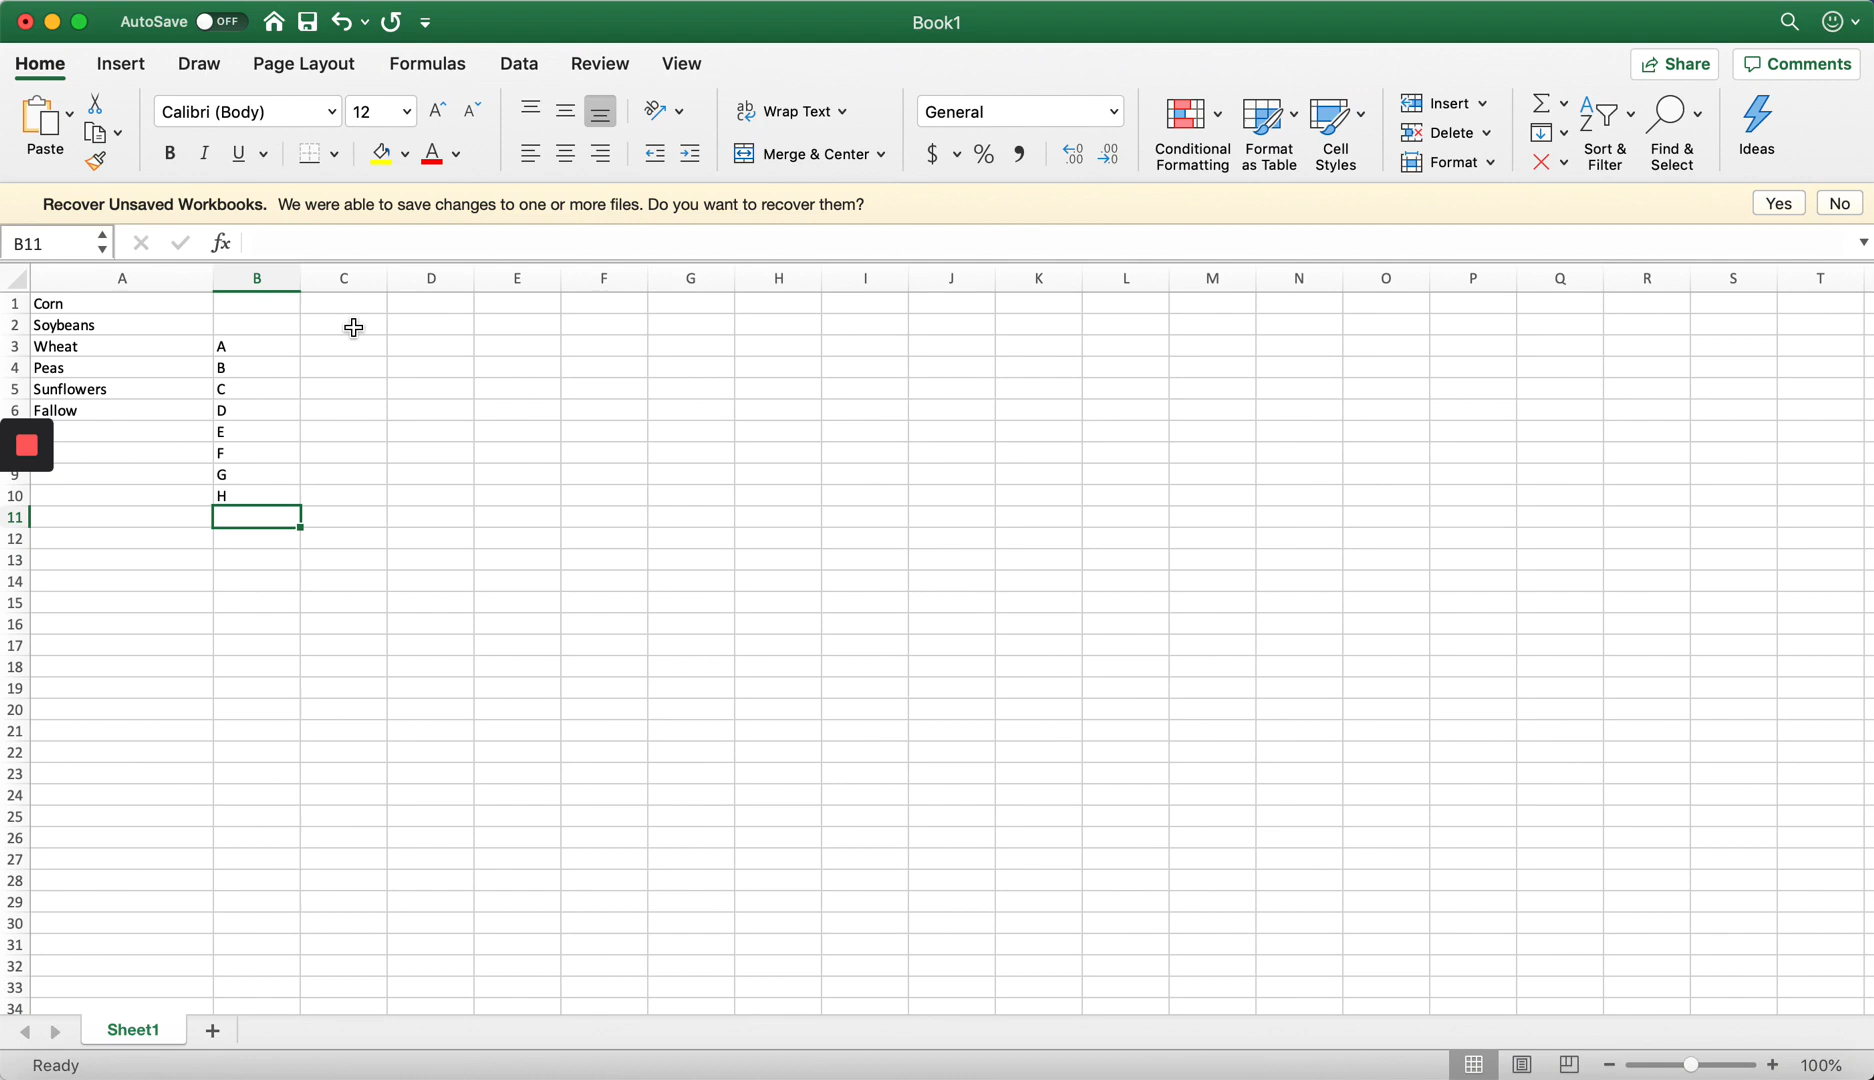 AutoSave OFF Book1
Home Insert Draw Page Layout Formulas Data Review View Share Comments
Paste Calibri (Body) 12 A^ Aˇ ab Wrap Text General Insert
B I U A Merge & Center $ % Conditional Formatting Format as Table Cell Styles Delete Format Sort & Filter Find & Select Ideas
Recover Unsaved Workbooks. We were able to save changes to one or more files. Do you want to recover them? Yes No
B11 fx
A B C D E F G H I J K L M N O P Q R S T
1 Corn
2 Soybeans
3 Wheat A
4 Peas B
5 Sunflowers C
6 Fallow D
E
F
9 G
10 H
11
12
13
14
15
16
17
18
19
20
21
22
23
24
25
26
27
28
29
30
31
32
33
34
Sheet1 +
Ready 100%